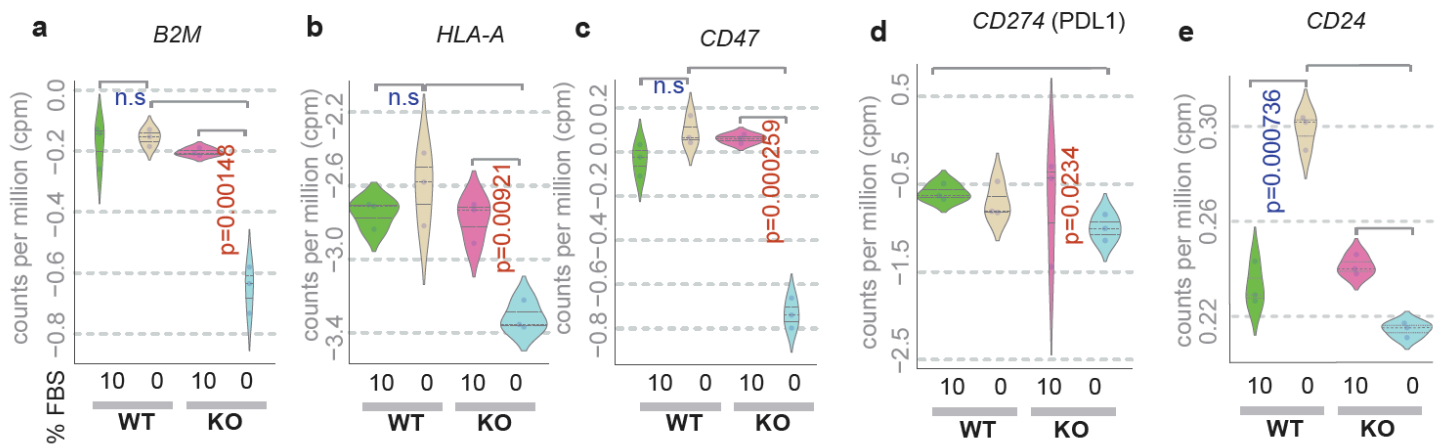 a
B2M
counts per million (cpm)
0.0
−0.2
−0.4
−0.6
−0.8
n.s
p=0.00148
% FBS
10 0 10 0
WT KO
b
HLA-A
counts per million (cpm)
−2.2
−2.6
−3.0
−3.4
n.s
p=0.00921
10 0 10 0
WT KO
c
CD47
counts per million (cpm)
0.2
0.00
−0.2
−0.4
−0.6
−0.8
n.s
p=0.000259
10 0 10 0
WT KO
d
CD274 (PDL1)
counts per million (cpm)
0.5
−0.5
−1.5
−2.5
p=0.0234
10 0 10 0
WT KO
e
CD24
counts per million (cpm)
0.30
0.26
0.22
p=0.000736
10 0 10 0
WT KO